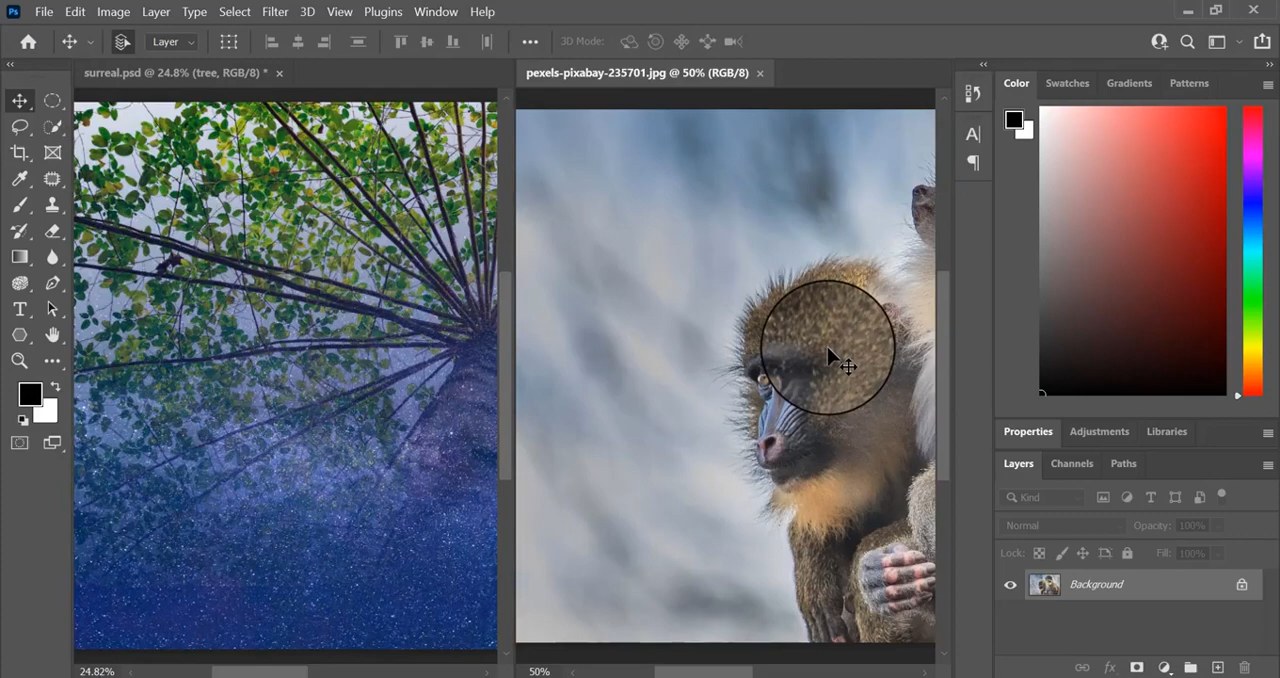 Ps File Edit Image Layer Type Select Filter 3D View Plugins Window Help
Layer 3D Mode:
surreal.psd @ 24.8% (tree, RGB/8) *
pexels-pixabay-235701.jpg @ 50% (RGB/8)
Color Swatches Gradients Patterns
A
T
Properties Adjustments Libraries
Layers Channels Paths
Kind
T
Normal Opacity: 100%
Lock: Fill: 100%
Background
fx
24.82%
50%